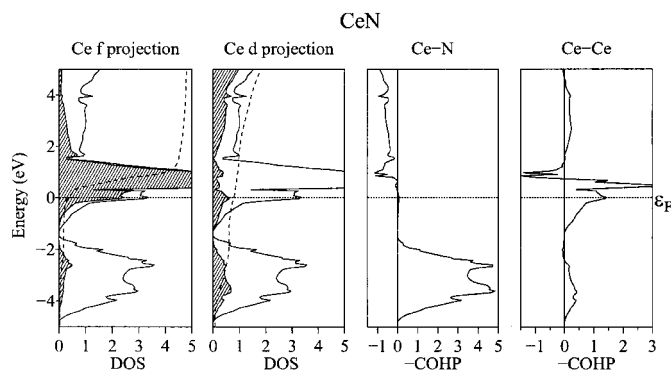 CeN
Ce f projection
Ce d projection
Ce−N
Ce−Ce
Energy (eV)
4
2
0
−2
−4
εF
0 1 2 3 4 5
0 1 2 3 4 5
−1 0 1 2 3 4 5
−1 0 1 2 3
DOS
DOS
−COHP
−COHP